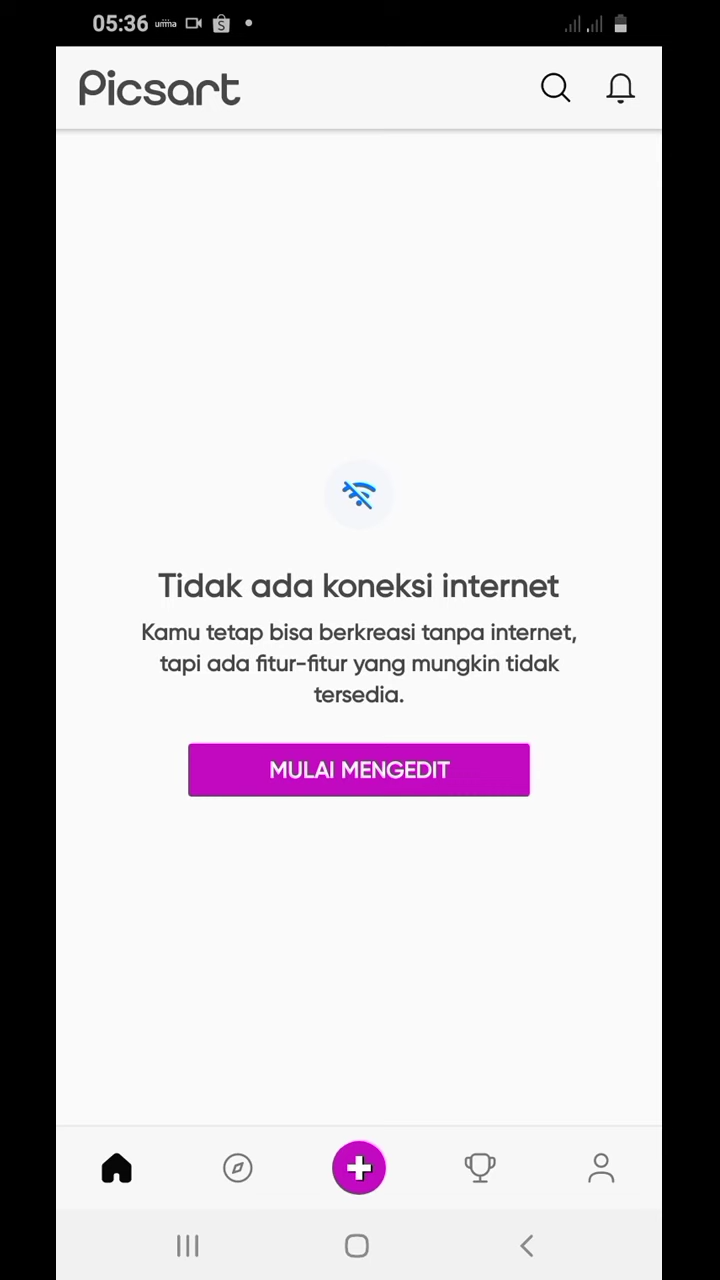 05:36 umma
Picsart
Tidak ada koneksi internet
Kamu tetap bisa berkreasi tanpa internet,
tapi ada fitur-fitur yang mungkin tidak
tersedia.
MULAI MENGEDIT